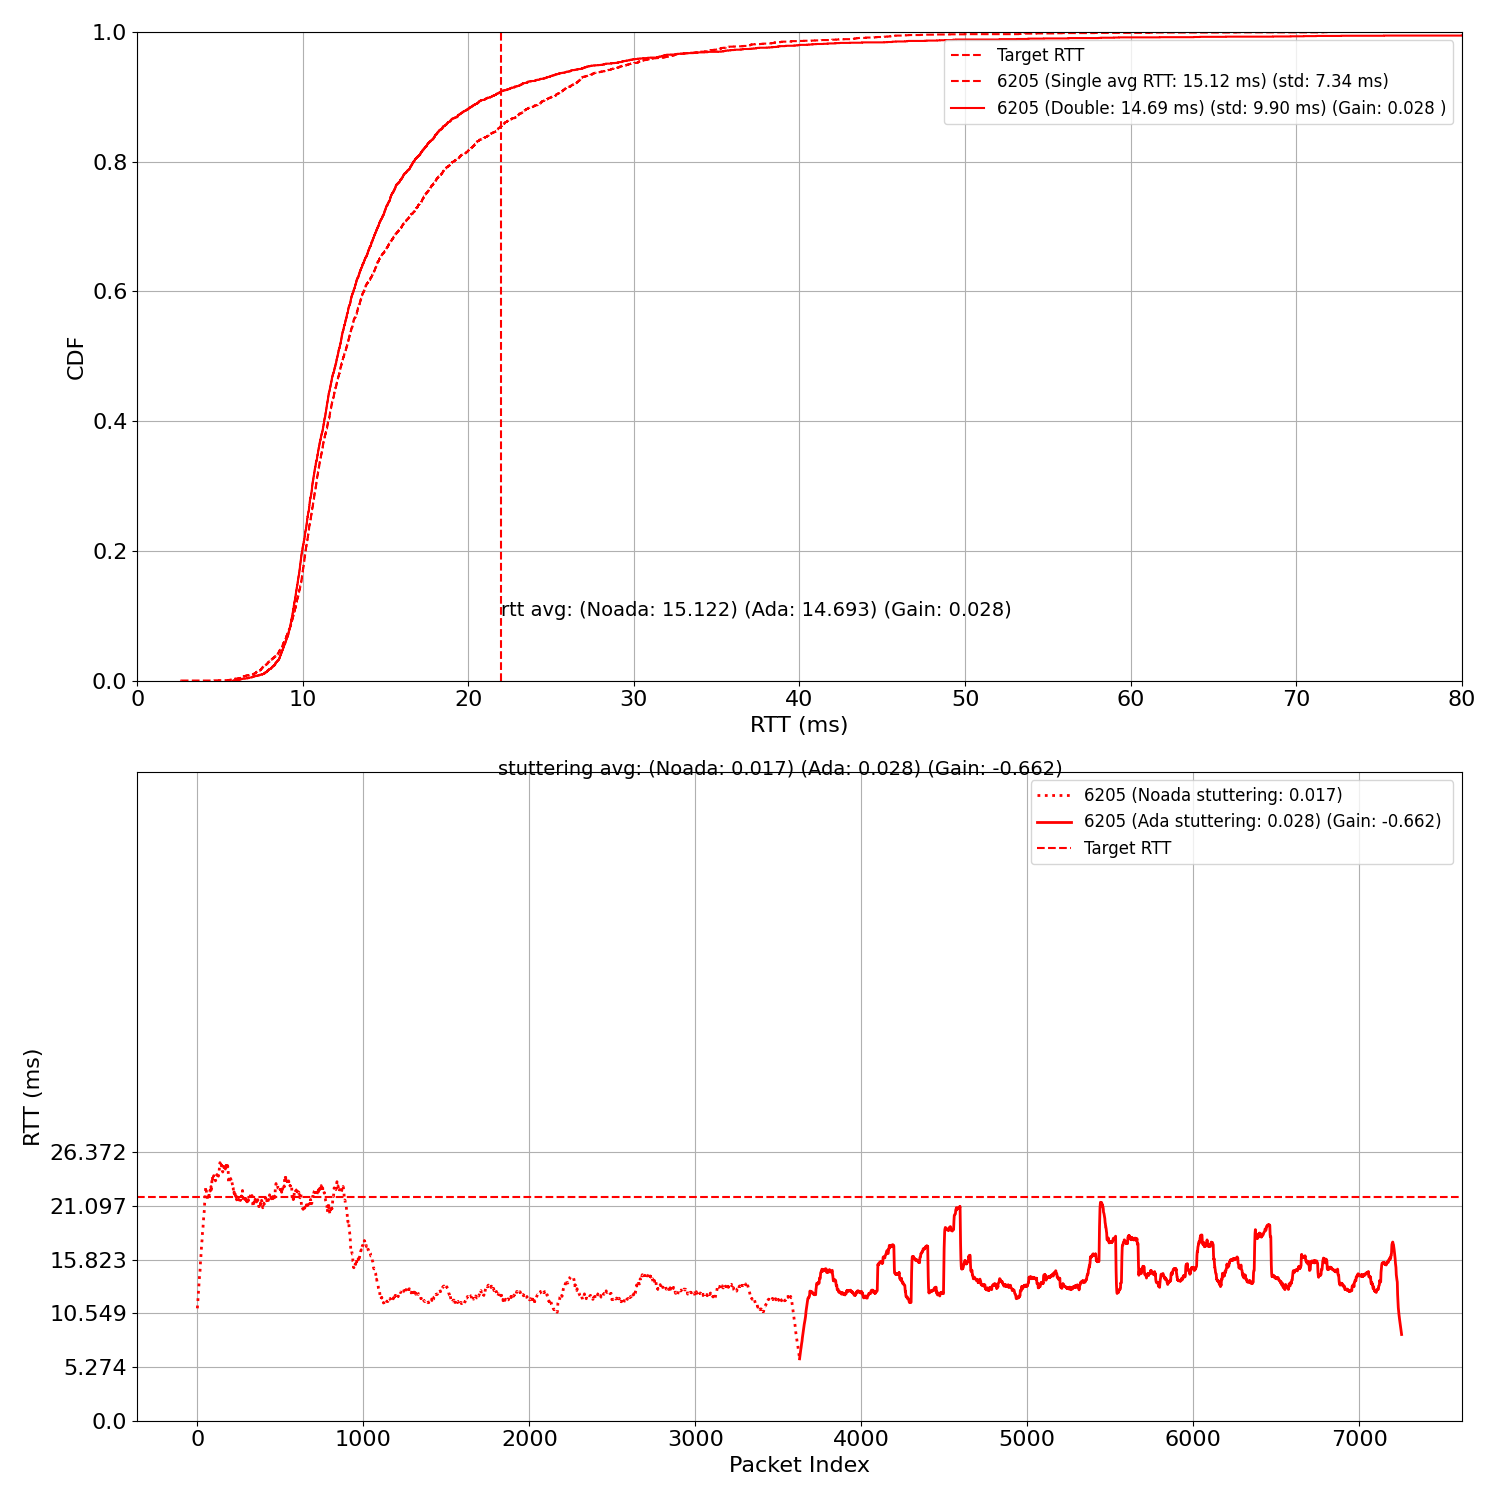 1.0
0.8
0.6
0.4
0.2
0.0
CDF
Target RTT
6205 (Single avg RTT: 15.12 ms) (std: 7.34 ms)
6205 (Double: 14.69 ms) (std: 9.90 ms) (Gain: 0.028 )
rtt avg: (Noada: 15.122) (Ada: 14.693) (Gain: 0.028)
0 10 20 30 40 50 60 70 80
RTT (ms)
stuttering avg: (Noada: 0.017) (Ada: 0.028) (Gain: -0.662)
6205 (Noada stuttering: 0.017)
6205 (Ada stuttering: 0.028) (Gain: -0.662)
Target RTT
RTT (ms)
26.372
21.097
15.823
10.549
5.274
0.0
0 1000 2000 3000 4000 5000 6000 7000
Packet Index